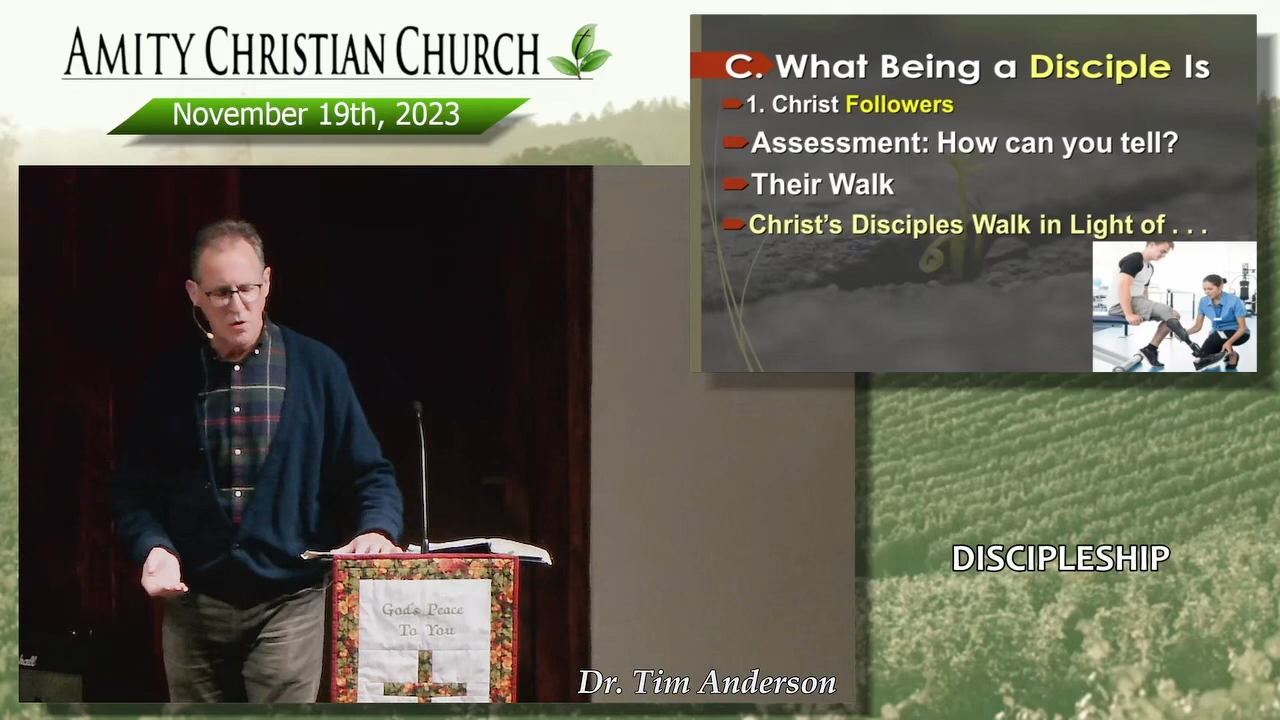 AMITY CHRISTIAN CHURCH
November 19th, 2023
C. What Being a Disciple Is
1. Christ Followers
Assessment: How can you tell?
Their Walk
Christ's Disciples Walk in Light of . . .
DISCIPLESHIP
God's Peace
To You
Dr. Tim Anderson